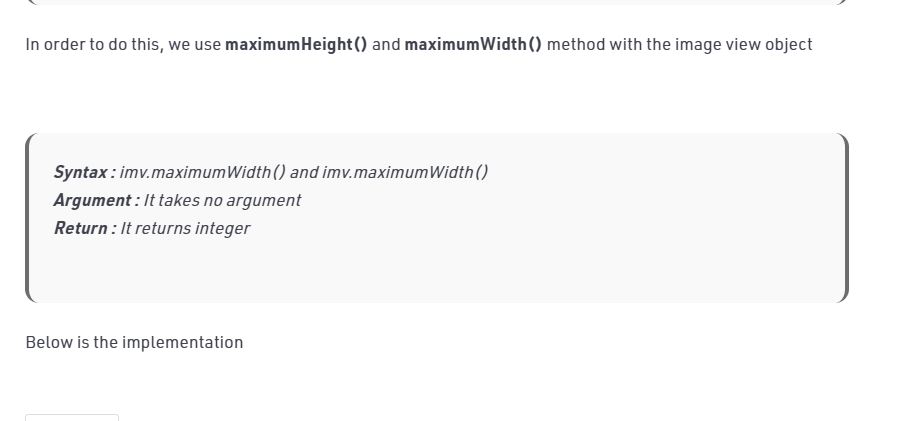 In order to do this, we use maximumHeight() and maximumWidth() method with the image view object
Syntax : imv.maximumWidth() and imv.maximumWidth()
Argument : It takes no argument
Return : It returns integer
Below is the implementation